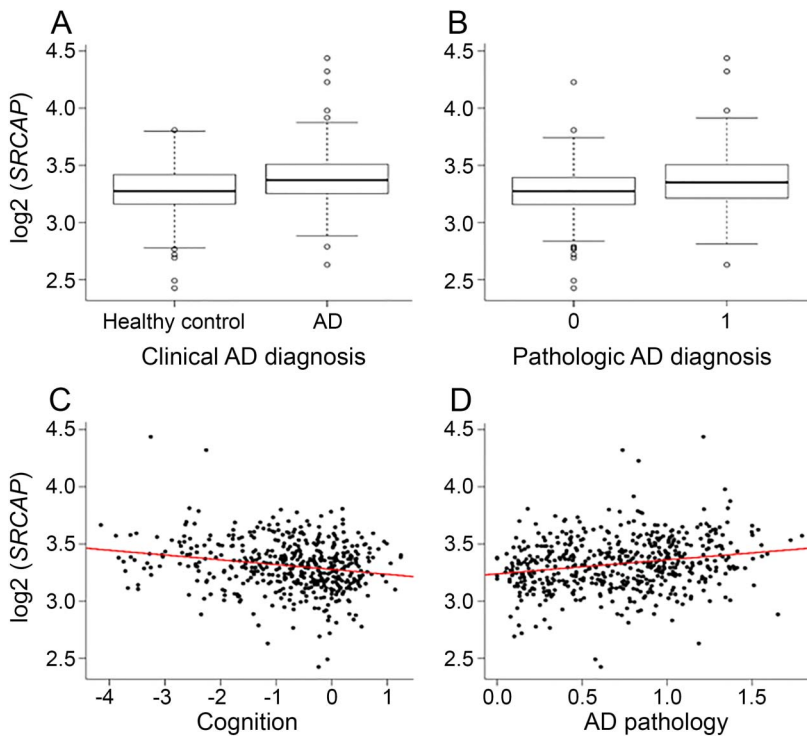 A
log2 (SRCAP)
4.5
4.0
3.5
3.0
2.5
Healthy control AD
Clinical AD diagnosis
B
4.5
4.0
3.5
3.0
2.5
0 1
Pathologic AD diagnosis
C
log2 (SRCAP)
4.5
4.0
3.5
3.0
2.5
-4 -3 -2 -1 0 1
Cognition
D
4.5
4.0
3.5
3.0
2.5
0.0 0.5 1.0 1.5
AD pathology